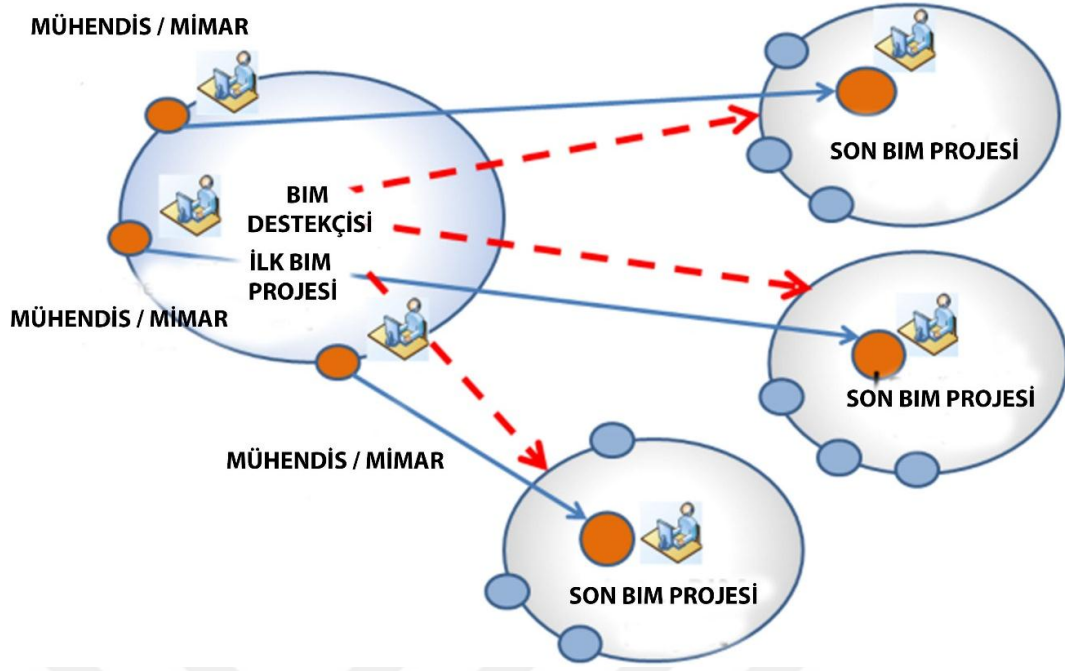 MÜHENDİS / MİMAR
SON BIM PROJESİ
BIM
DESTEKÇİSİ
İLK BIM
PROJESİ
MÜHENDİS / MİMAR
SON BIM PROJESİ
MÜHENDİS / MİMAR
SON BIM PROJESİ